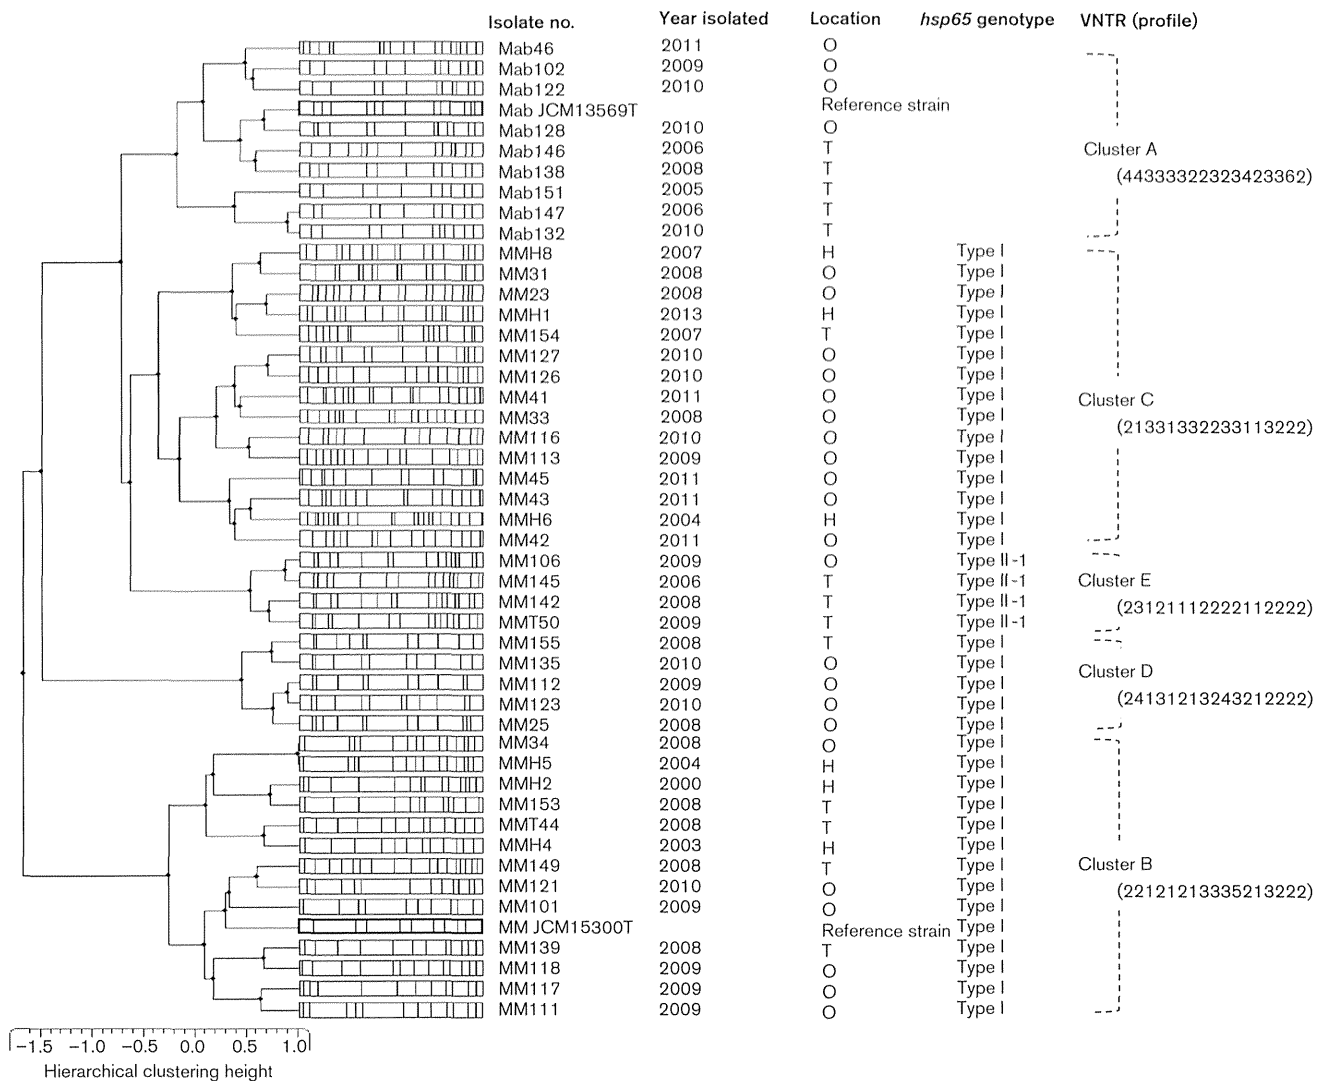 Isolate no. Year isolated Location hsp65 genotype VNTR (profile)
Mab46 2011 O
Mab102 2009 O
Mab122 2010 O
Mab JCM13569T Reference strain
Mab128 2010 O
Mab146 2006 T
Cluster A
Mab138 2008 T
(44333322323423362)
Mab151 2005 T
Mab147 2006 T
Mab132 2010 T
MMH8 2007 H Type I
MM31 2008 O Type I
MM23 2008 O Type I
MMH1 2013 H Type I
MM154 2007 T Type I
MM127 2010 O Type I
MM126 2010 O Type I
MM41 2011 O Type I
Cluster C
MM33 2008 O Type I
(21331332233113222)
MM116 2010 O Type I
MM113 2009 O Type I
MM45 2011 O Type I
MM43 2011 O Type I
MMH6 2004 H Type I
MM42 2011 O Type I
MM106 2009 O Type II-1
MM145 2006 T Type II-1
Cluster E
MM142 2008 T Type II-1
(23121112222112222)
MMT50 2009 T Type II-1
MM155 2008 T Type I
MM135 2010 O Type I
Cluster D
MM112 2009 O Type I
(24131213243212222)
MM123 2010 O Type I
MM25 2008 O Type I
MM34 2008 O Type I
MMH5 2004 H Type I
MMH2 2000 H Type I
MM153 2008 T Type I
MMT44 2008 T Type I
MMH4 2003 H Type I
MM149 2008 T Type I
Cluster B
MM121 2010 O Type I
(22121213335213222)
MM101 2009 O Type I
MM JCM15300T Reference strain Type I
MM139 2008 T Type I
MM118 2009 O Type I
MM117 2009 O Type I
MM111 2009 O Type I
−1.5 −1.0 −0.5 0.0 0.5 1.0
Hierarchical clustering height